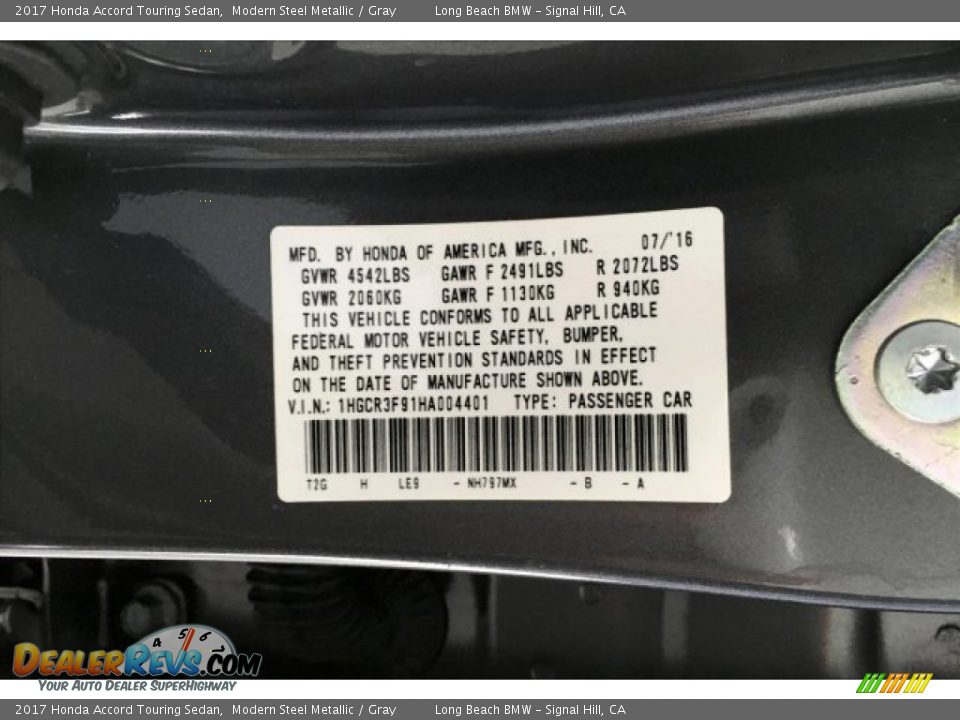 2017 Honda Accord Touring Sedan,  Modern Steel Metallic / Gray        Long Beach BMW - Signal Hill, CA
MFD. BY HONDA OF AMERICA MFG., INC.   07/'16
GVWR 4542LBS   GAWR F 2491LBS   R 2072LBS
GVWR 2060KG   GAWR F 1130KG   R 940KG
THIS VEHICLE CONFORMS TO ALL APPLICABLE
FEDERAL MOTOR VEHICLE SAFETY, BUMPER,
AND THEFT PREVENTION STANDARDS IN EFFECT
ON THE DATE OF MANUFACTURE SHOWN ABOVE.
V.I.N.: 1HGCR3F91HA004401   TYPE: PASSENGER CAR
T2G   H   LE9   - NH797MX   - B   - A
4 5 6 7
DEALERREVS.COM
YOUR AUTO DEALER SUPERHIGHWAY
2017 Honda Accord Touring Sedan,  Modern Steel Metallic / Gray        Long Beach BMW - Signal Hill, CA